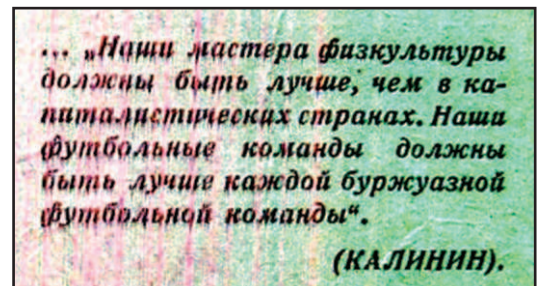 ... „Наши мастера физкультуры
должны быть лучше, чем в ка-
питалистических странах. Наши
футбольные команды должны
быть лучше каждой буржуазной
футбольной команды“.
(КАЛИНИН).